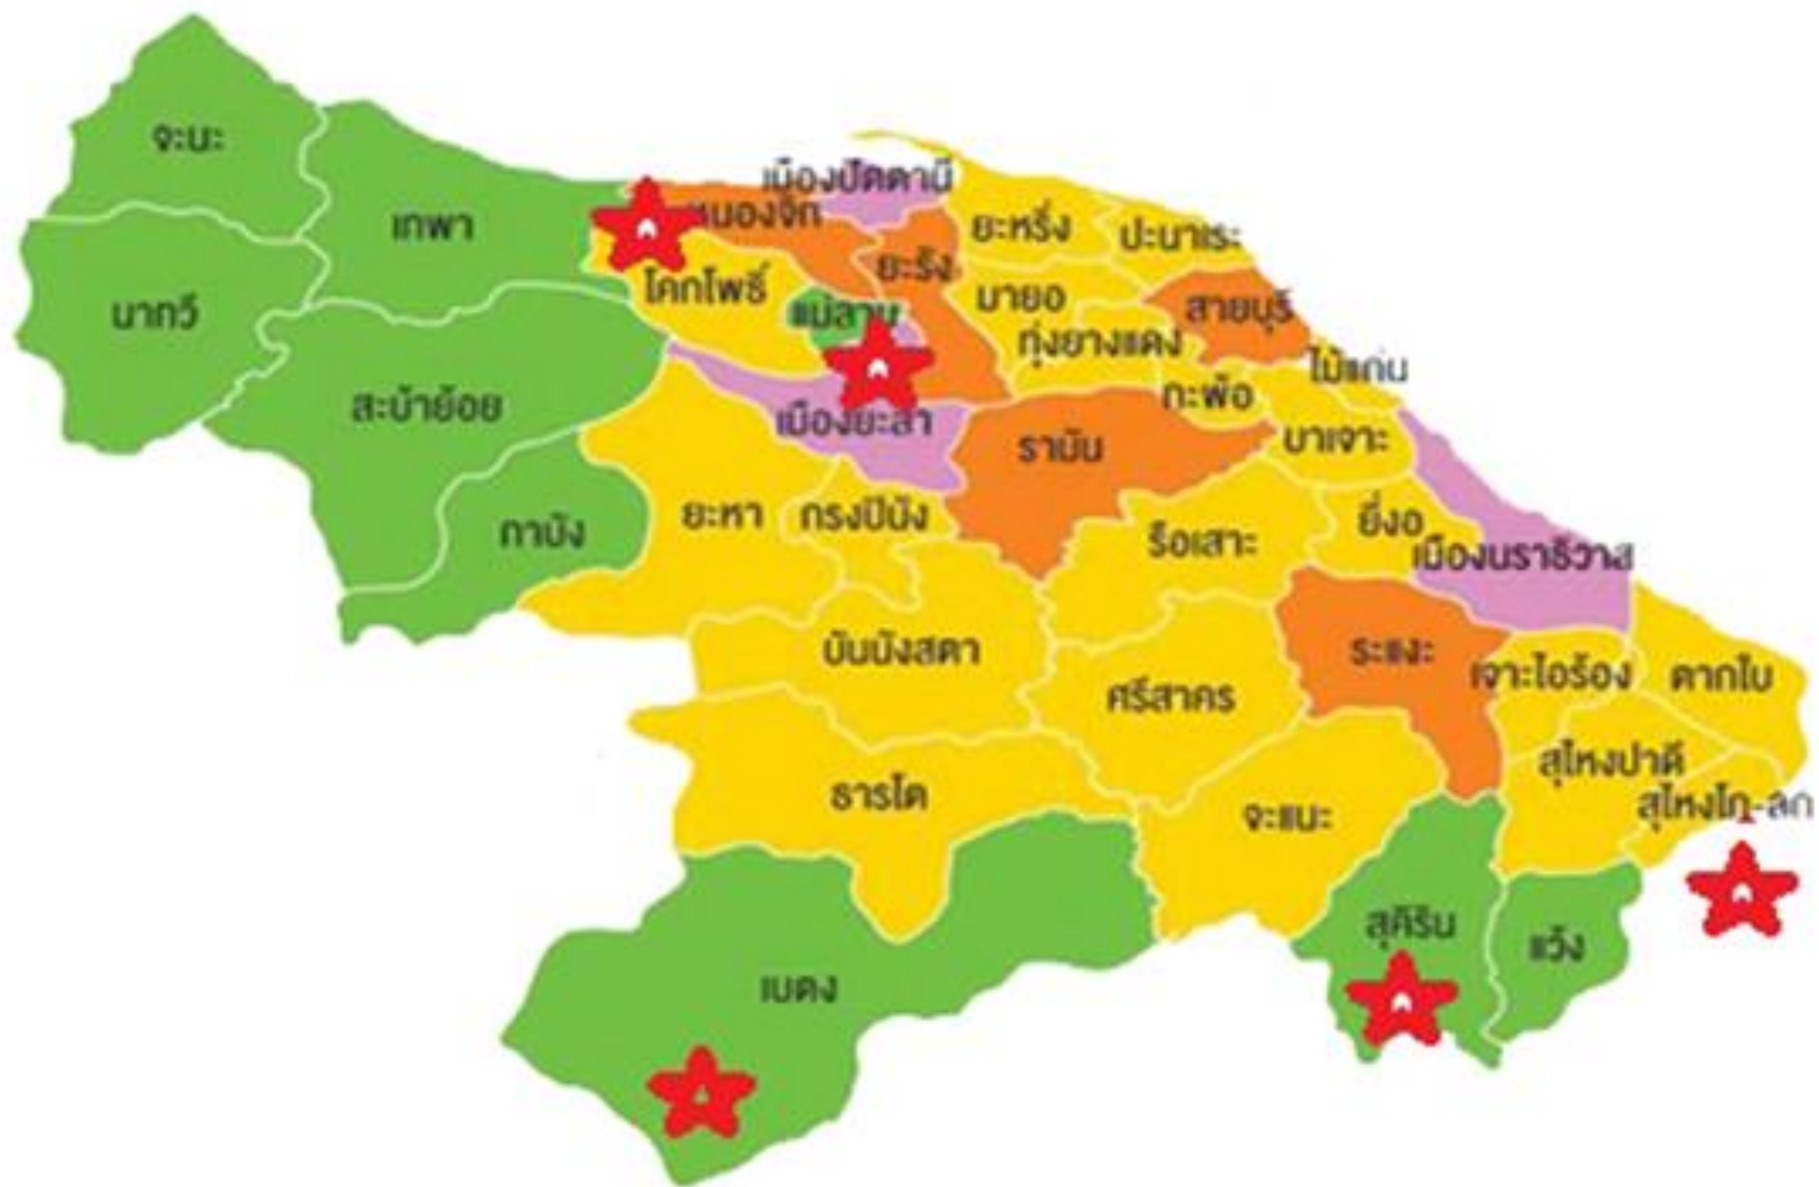 จะนะ
เทพา
นาทวี
สะบ้าย้อย
กาบัง
เมืองปัตตานี
หนองจิก
ยะหริ่ง
ปะนาเระ
ยะรัง
โคกโพธิ์
มายอ
แม่ลาน
สายบุรี
ทุ่งยางแดง
ไม้แก่น
กะพ้อ
เมืองยะลา
รามัน
บาเจาะ
ยะหา
กรงปินัง
รือเสาะ
ยี่งอ
เมืองนราธิวาส
บันนังสตา
ศรีสาคร
ระแงะ
เจาะไอร้อง
ตากใบ
ธารโต
จะแนะ
สุไหงปาดี
สุไหงโก-ลก
เบตง
สุคิริน
แว้ง